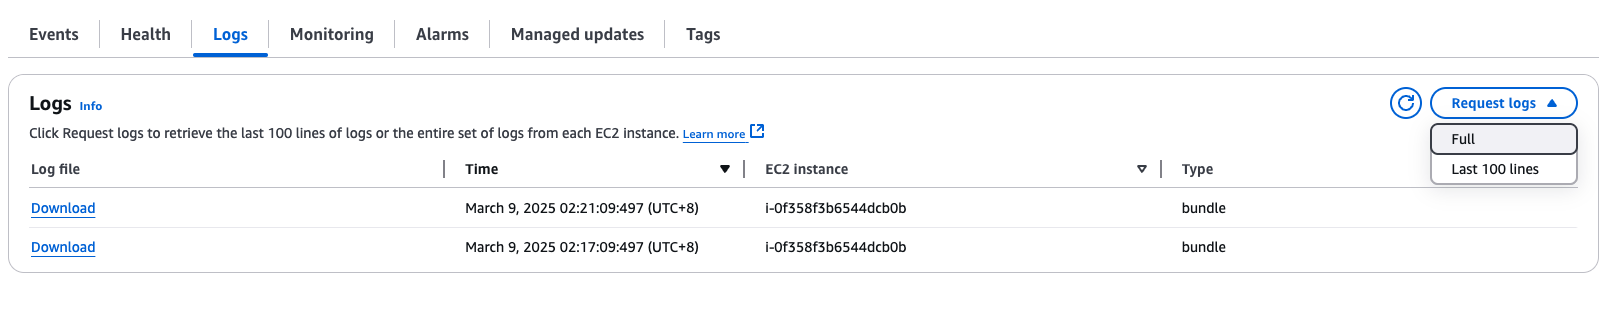 Events Health Logs Monitoring Alarms Managed updates Tags
Logs Info
Request logs
Click Request logs to retrieve the last 100 lines of logs or the entire set of logs from each EC2 instance. Learn more
Full
Last 100 lines
Log file Time EC2 instance Type
Download March 9, 2025 02:21:09:497 (UTC+8) i-0f358f3b6544dcb0b bundle
Download March 9, 2025 02:17:09:497 (UTC+8) i-0f358f3b6544dcb0b bundle